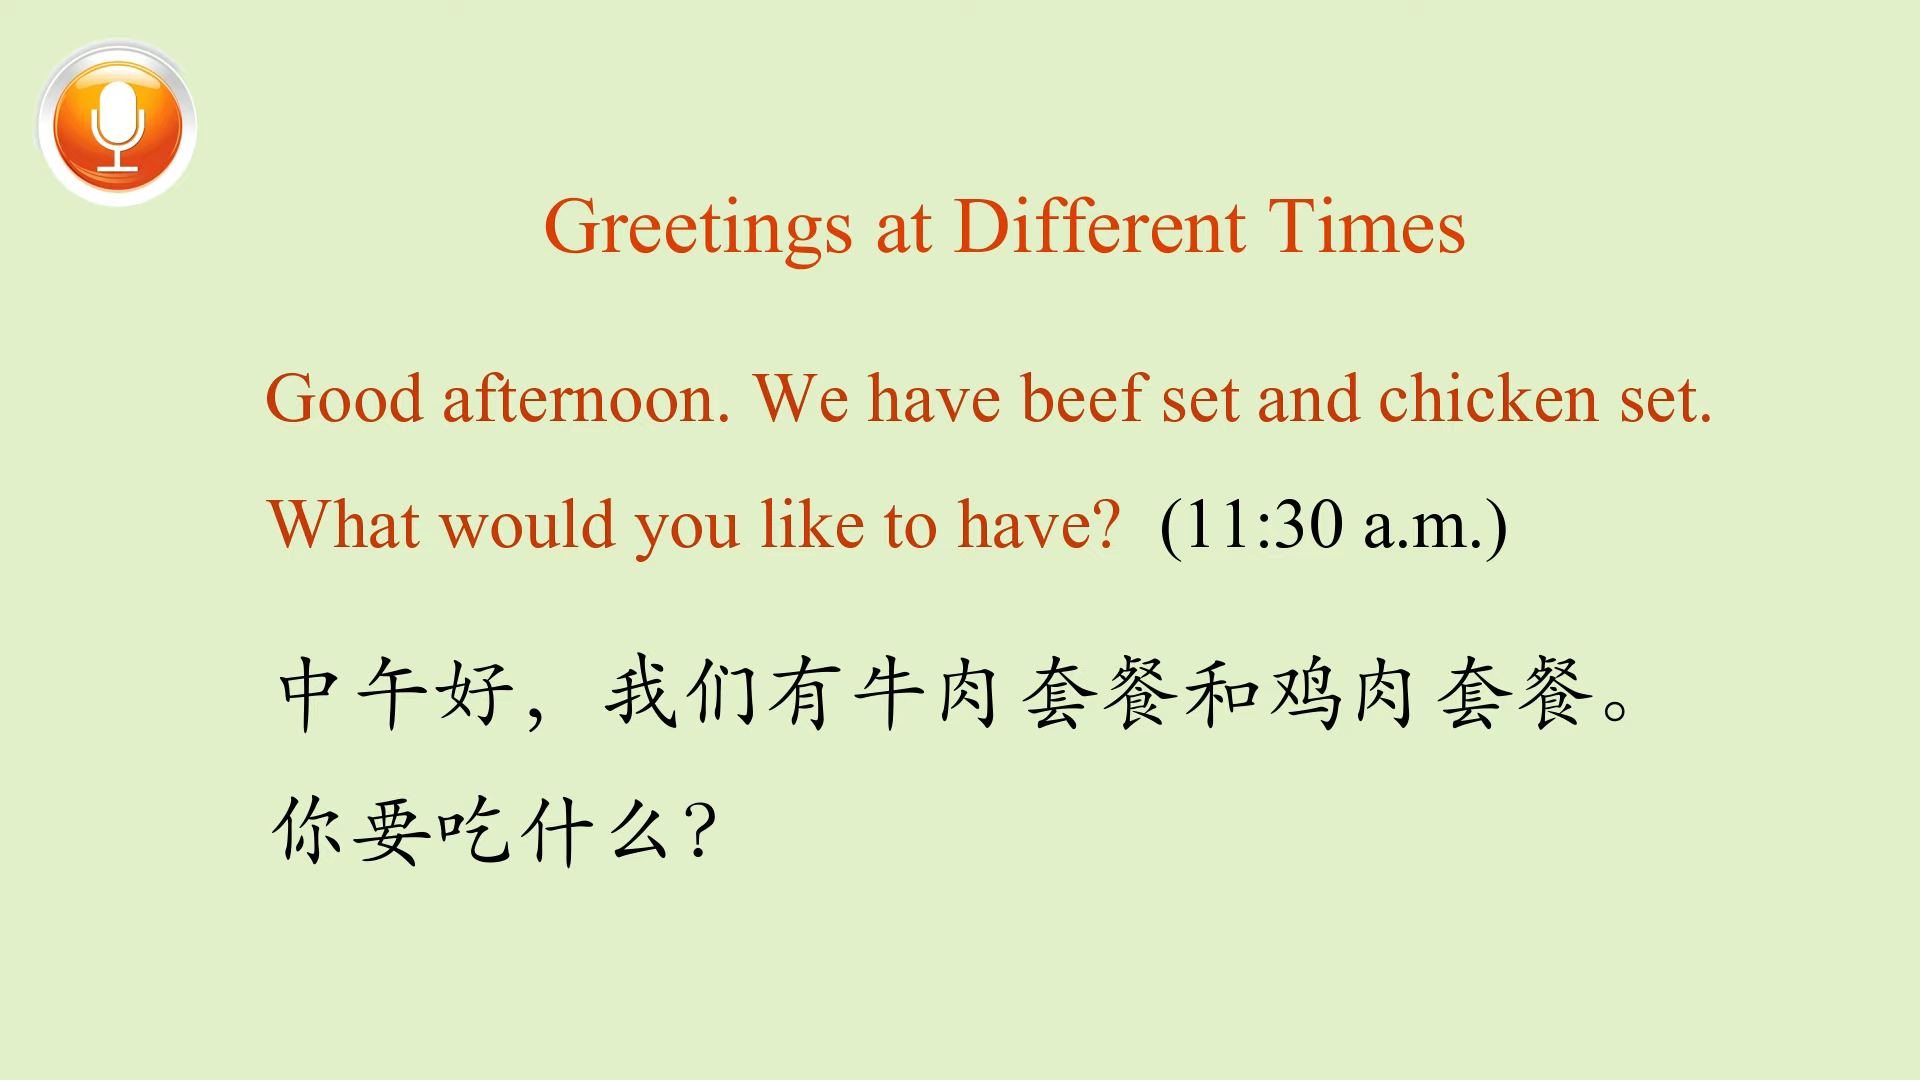 Greetings at Different Times
Good afternoon. We have beef set and chicken set.
What would you like to have? (11:30 a.m.)
中午好，我们有牛肉套餐和鸡肉套餐。
你要吃什么？